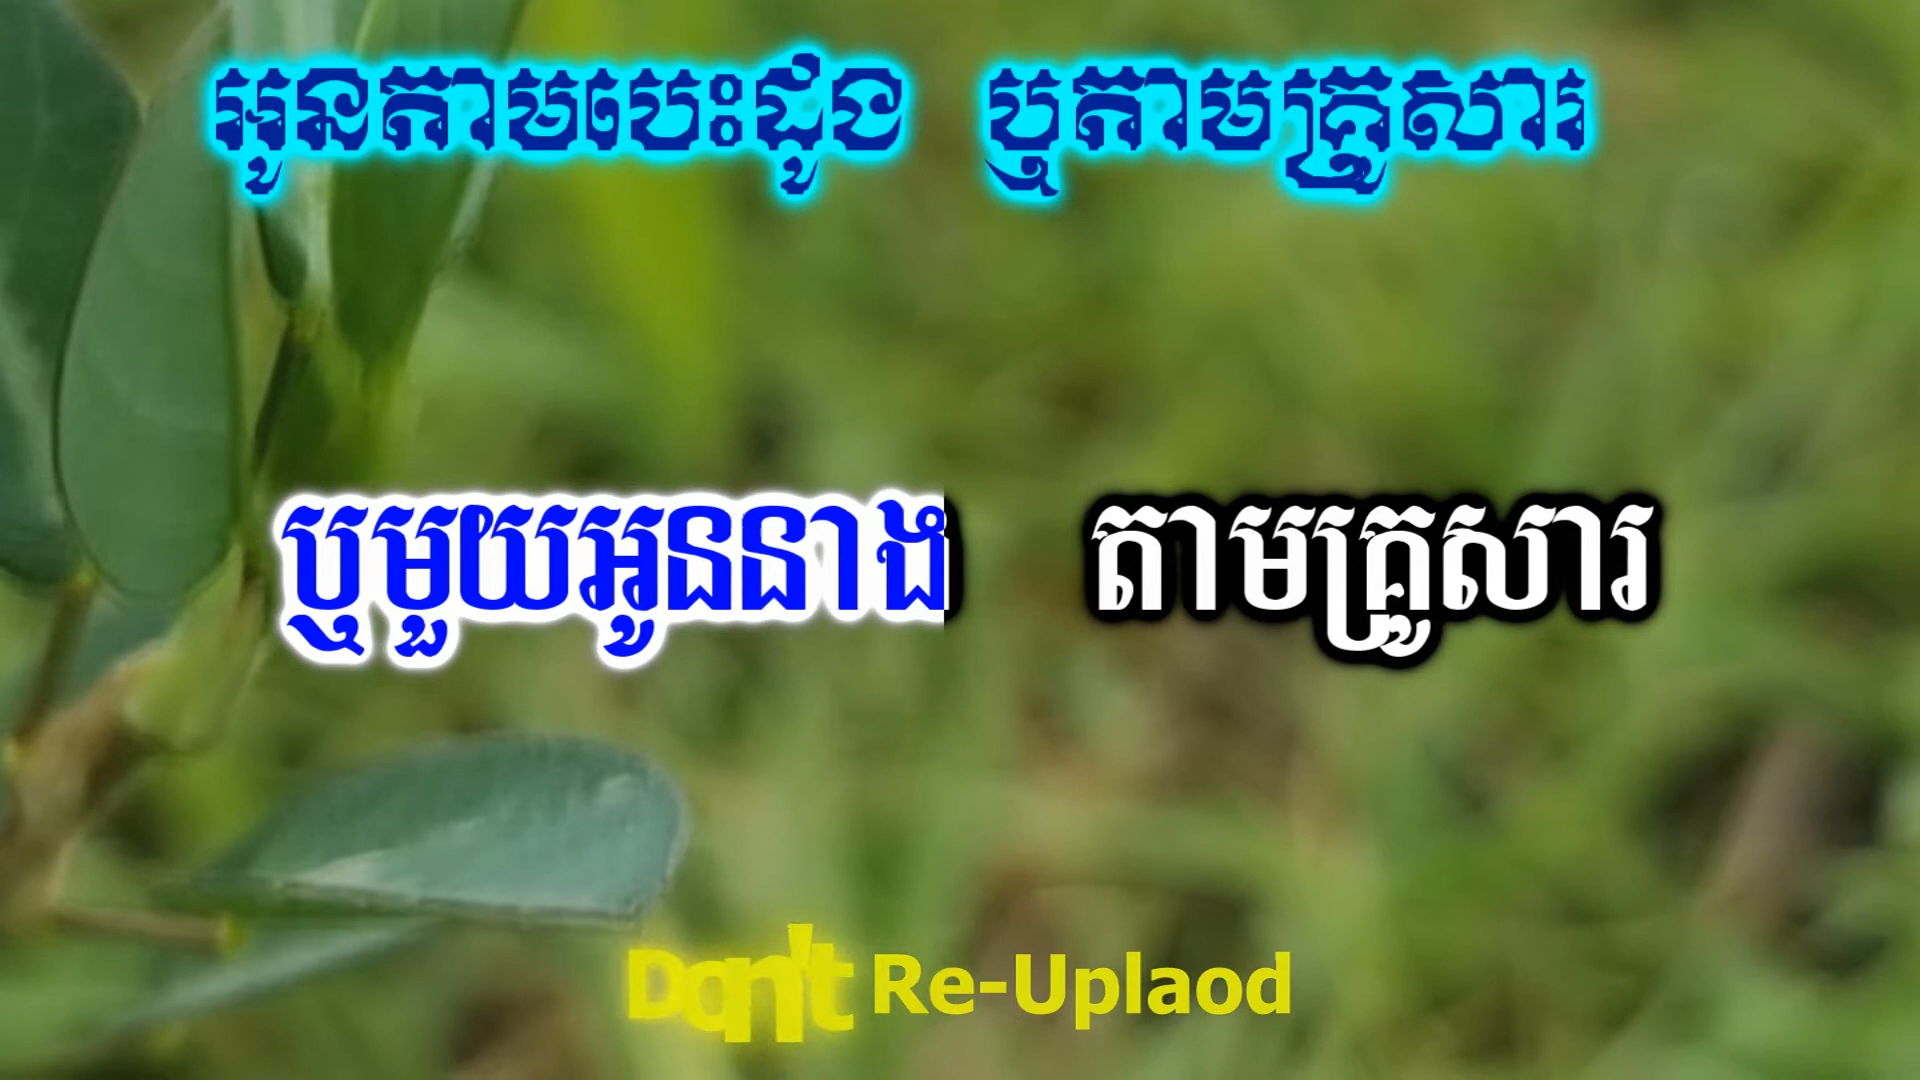 អូនតាមបេះដូង ឬតាមគ្រួសារ
ឬមួយអូននាង តាមគ្រួសារ
Don't Re-Uplaod